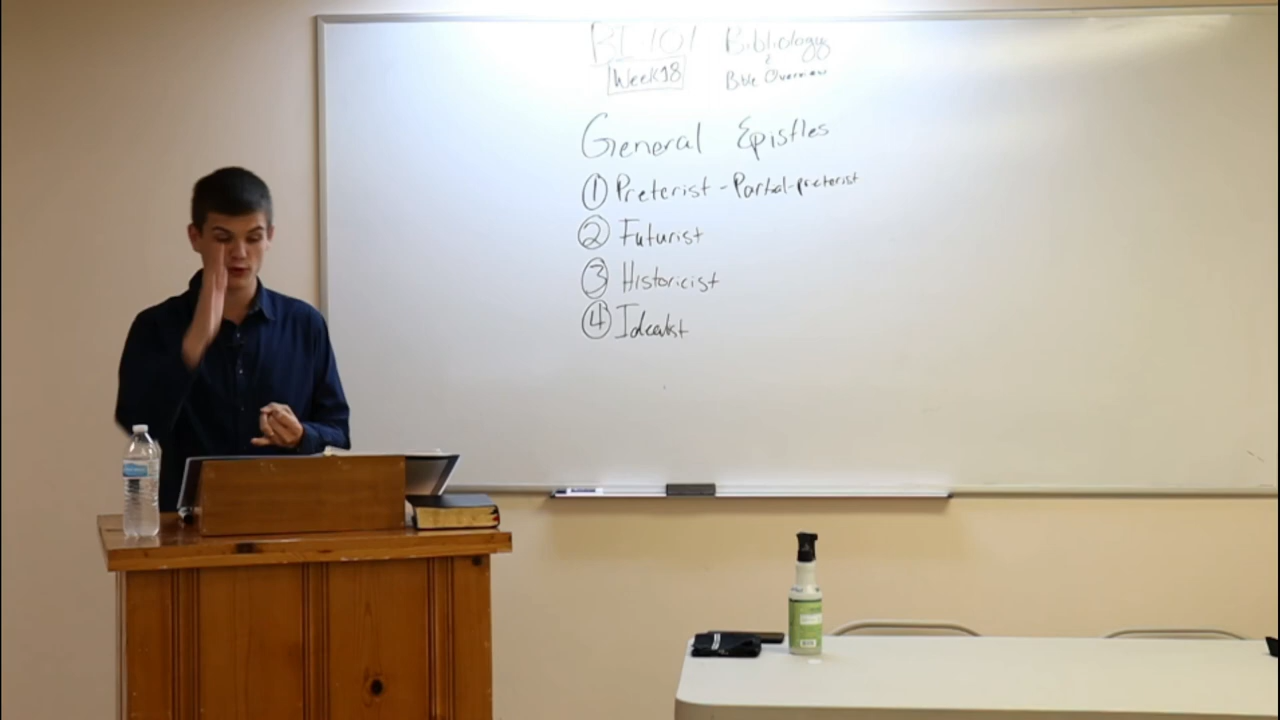 BI 101 Bibliology
&
Week 18 Bible Overview
General Epistles
① Preterist - Partial-preterist
② Futurist
③ Historicist
④ Idealist